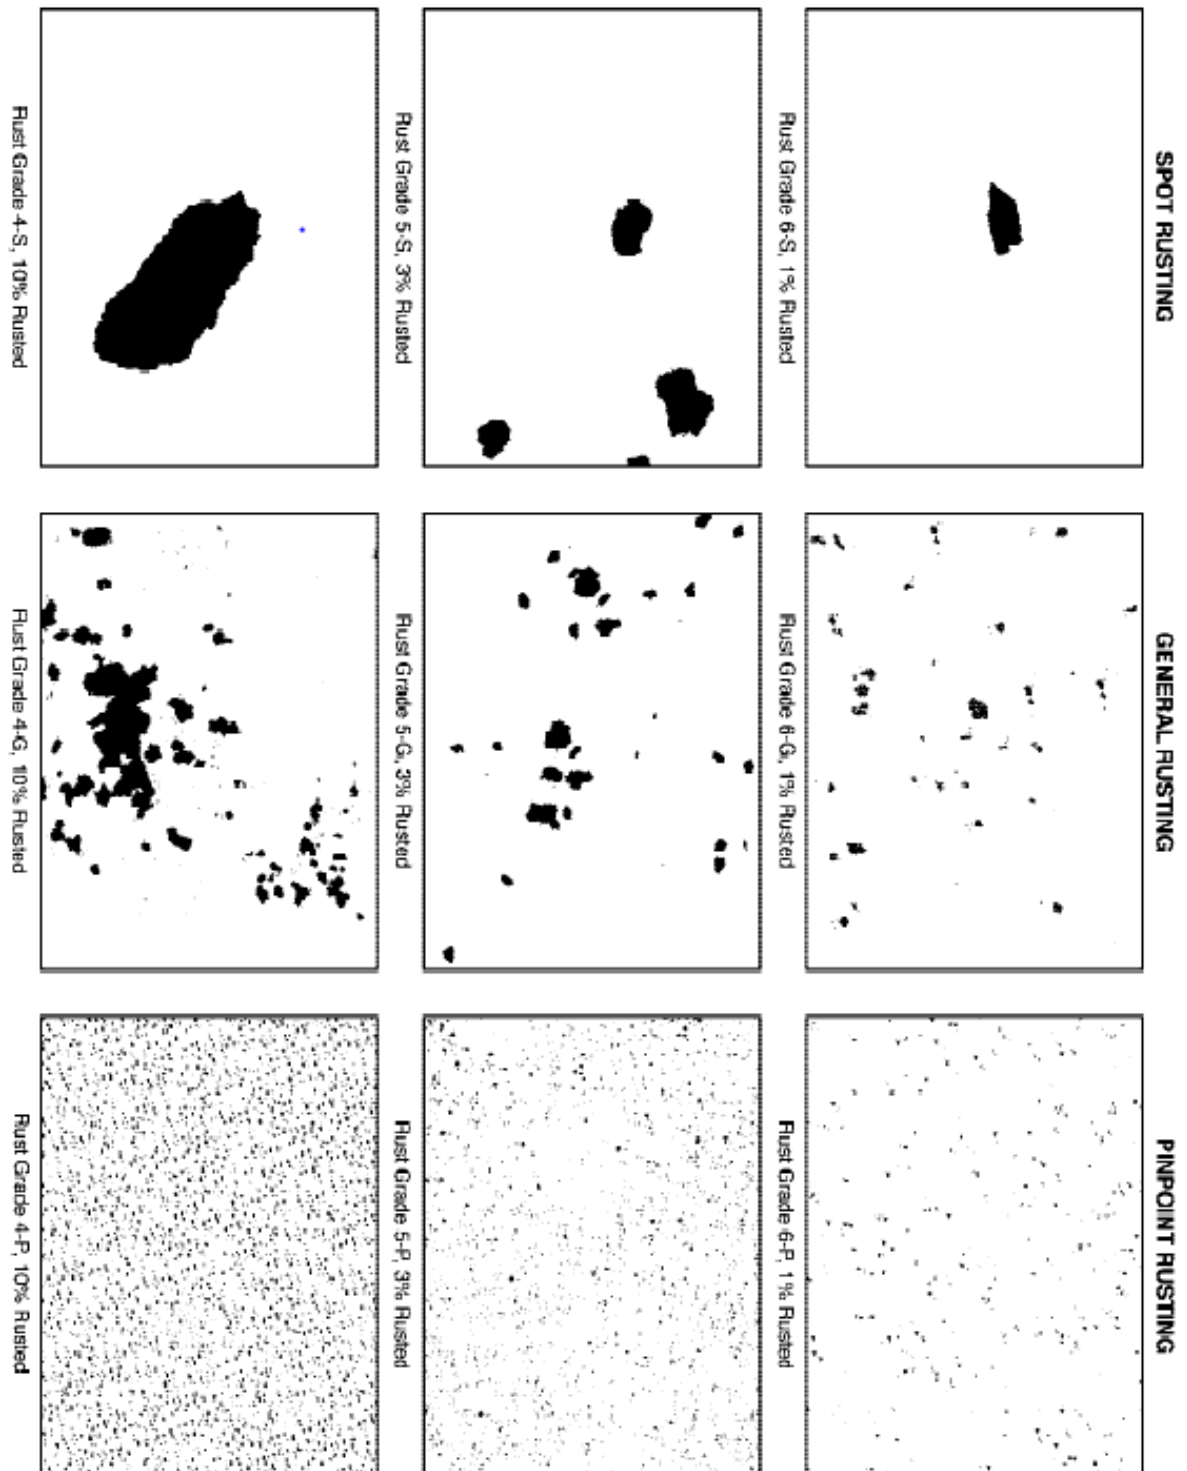 SPOT RUSTING
GENERAL RUSTING
PINPOINT RUSTING
Rust Grade 6-S, 1% Rusted
Rust Grade 6-G, 1% Rusted
Rust Grade 6-P, 1% Rusted
Rust Grade 5-S, 3% Rusted
Rust Grade 5-G, 3% Rusted
Rust Grade 5-P, 3% Rusted
Rust Grade 4-S, 10% Rusted
Rust Grade 4-G, 10% Rusted
Rust Grade 4-P, 10% Rusted